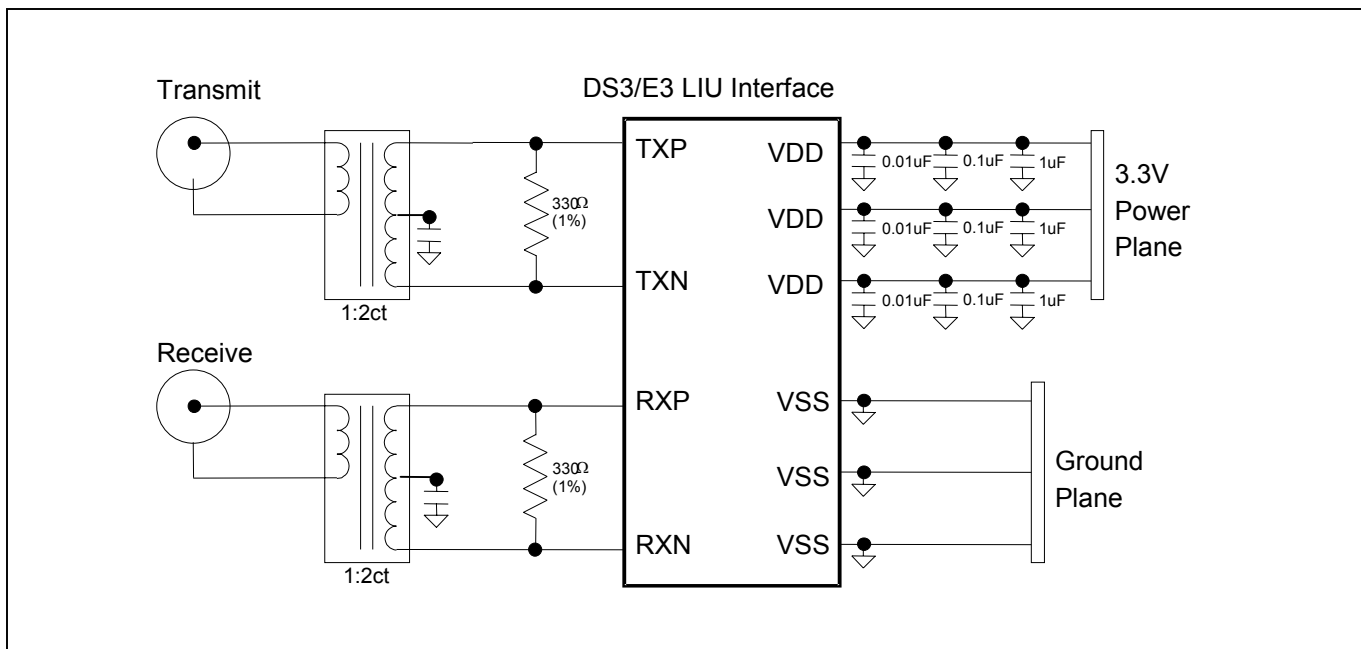 Transmit
DS3/E3 LIU Interface
TXP
VDD
0.01uF
0.1uF
1uF
3.3V
Power
Plane
330Ω
(1%)
VDD
0.01uF
0.1uF
1uF
TXN
VDD
0.01uF
0.1uF
1uF
1:2ct
Receive
RXP
VSS
330Ω
(1%)
VSS
Ground
Plane
RXN
VSS
1:2ct